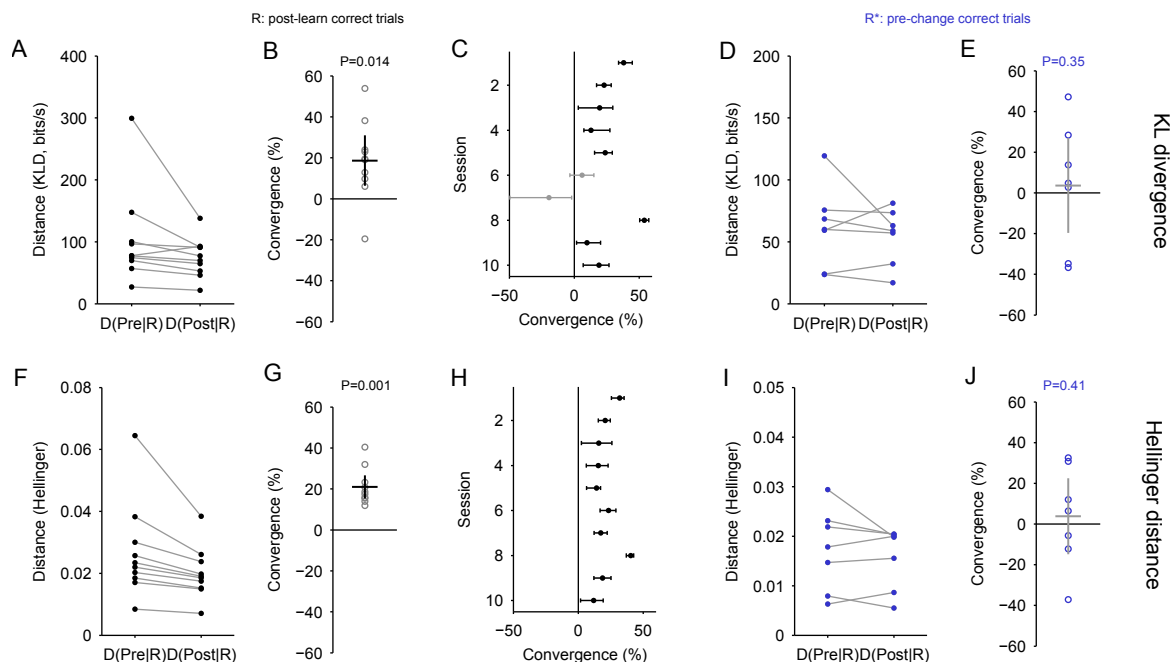 R: post-learn correct trials
R*: pre-change correct trials
A
B
C
D
E
P=0.014
P=0.35
400
300
200
100
0
Distance (KLD, bits/s)
D(Pre|R) D(Post|R)
60
40
20
0
−20
−40
−60
Convergence (%)
2
4
6
8
10
Session
−50 0 50
Convergence (%)
200
150
100
50
0
Distance (KLD, bits/s)
D(Pre|R) D(Post|R)
60
40
20
0
−20
−40
−60
Convergence (%)
KL divergence
F
G
H
I
J
P=0.001
P=0.41
0.08
0.06
0.04
0.02
0
Distance (Hellinger)
D(Pre|R) D(Post|R)
60
40
20
0
−20
−40
−60
Convergence (%)
2
4
6
8
10
Session
−50 0 50
Convergence (%)
0.05
0.04
0.03
0.02
0.01
0
Distance (Hellinger)
D(Pre|R) D(Post|R)
60
40
20
0
−20
−40
−60
Convergence (%)
Hellinger distance